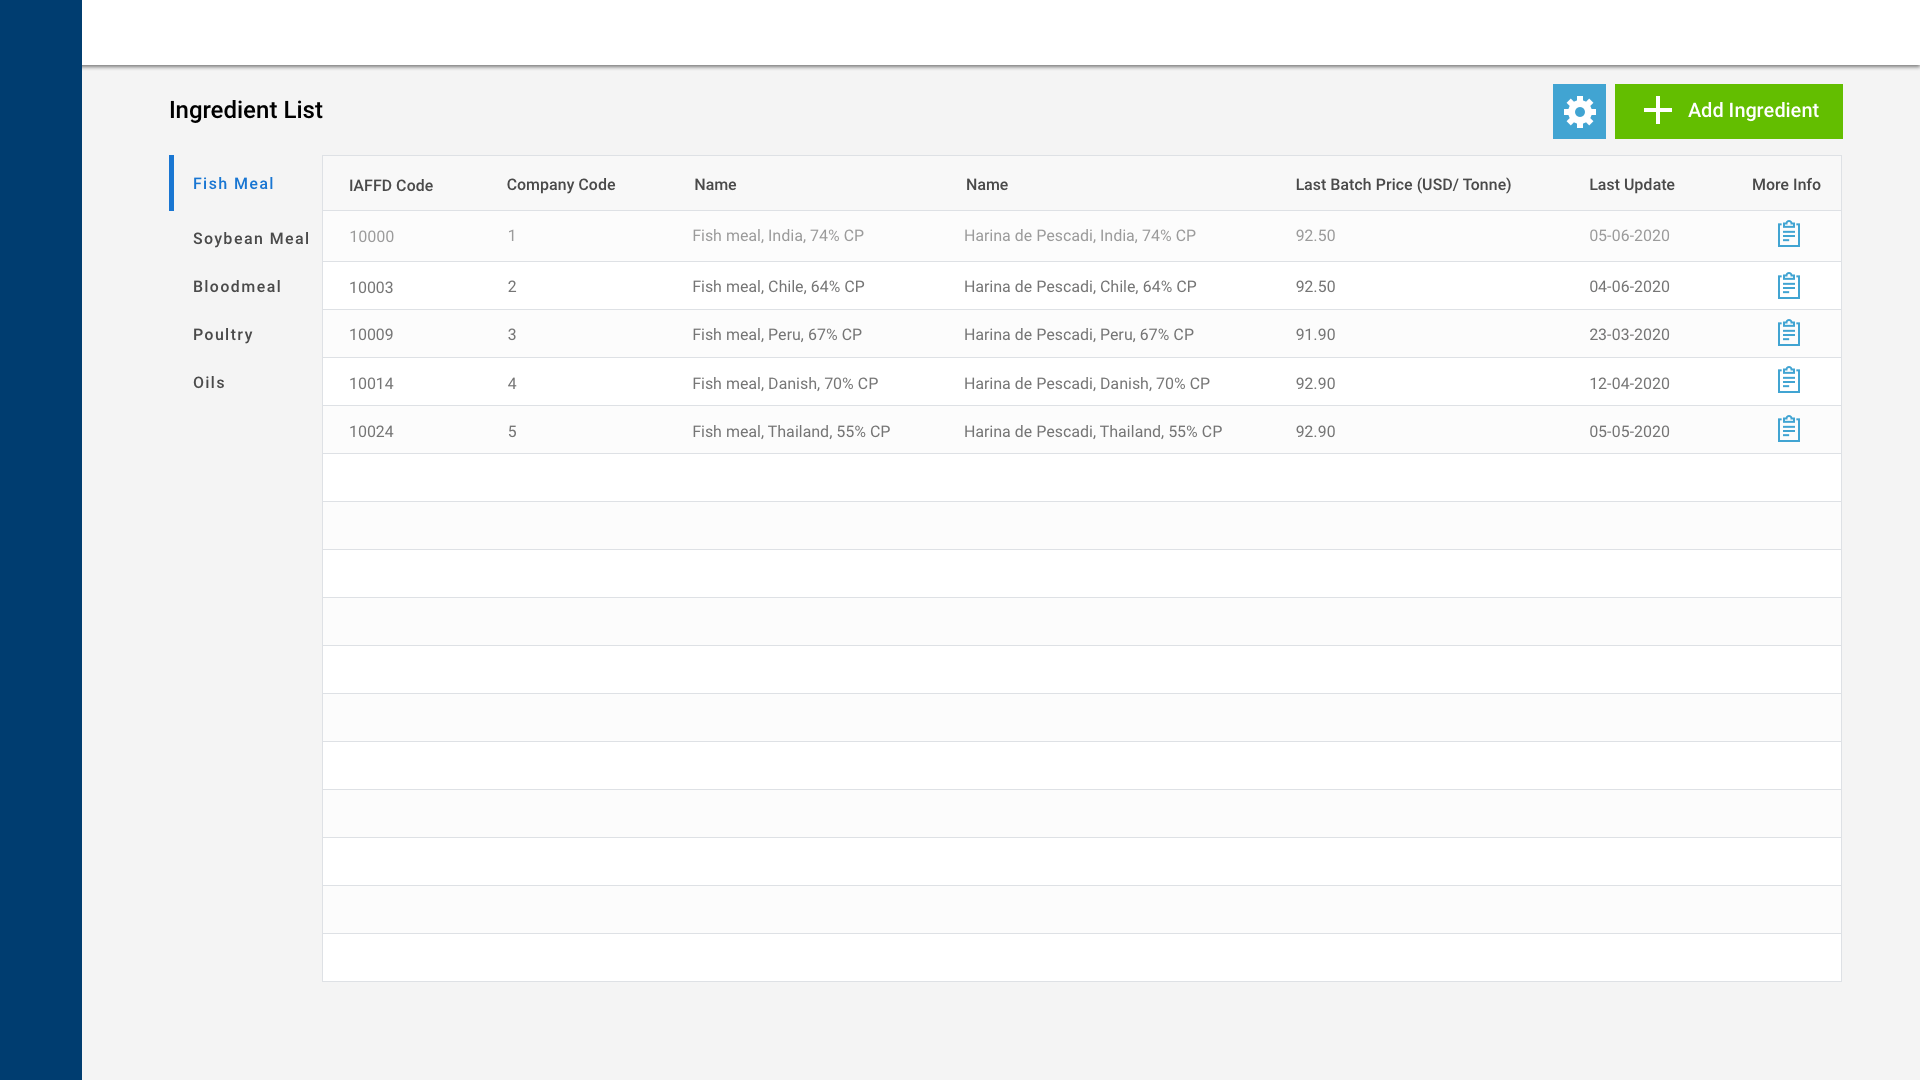 Ingredient List
Add Ingredient
Fish Meal
Soybean Meal
Bloodmeal
Poultry
Oils
IAFFD Code Company Code Name Name Last Batch Price (USD/ Tonne) Last Update More Info
10000 1 Fish meal, India, 74% CP Harina de Pescadi, India, 74% CP 92.50 05-06-2020
10003 2 Fish meal, Chile, 64% CP Harina de Pescadi, Chile, 64% CP 92.50 04-06-2020
10009 3 Fish meal, Peru, 67% CP Harina de Pescadi, Peru, 67% CP 91.90 23-03-2020
10014 4 Fish meal, Danish, 70% CP Harina de Pescadi, Danish, 70% CP 92.90 12-04-2020
10024 5 Fish meal, Thailand, 55% CP Harina de Pescadi, Thailand, 55% CP 92.90 05-05-2020